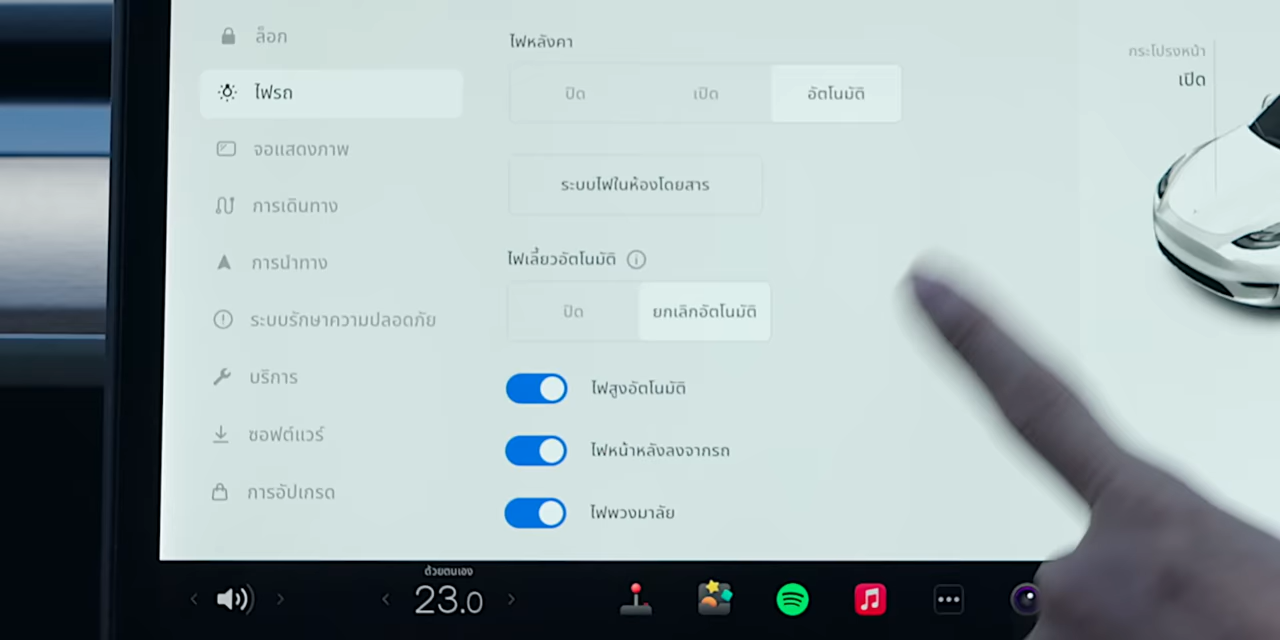 ล็อก
ไฟรถ
จอแสดงภาพ
การเดินทาง
การนำทาง
ระบบรักษาความปลอดภัย
บริการ
ซอฟต์แวร์
การอัปเกรด
ไฟหลังคา
ปิด
เปิด
อัตโนมัติ
ระบบไฟในห้องโดยสาร
ไฟเลี้ยวอัตโนมัติ
ปิด
ยกเลิกอัตโนมัติ
ไฟสูงอัตโนมัติ
ไฟหน้าหลังลงจากรถ
ไฟพวงมาลัย
กระโปรงหน้า
เปิด
ด้วยตนเอง
23.0